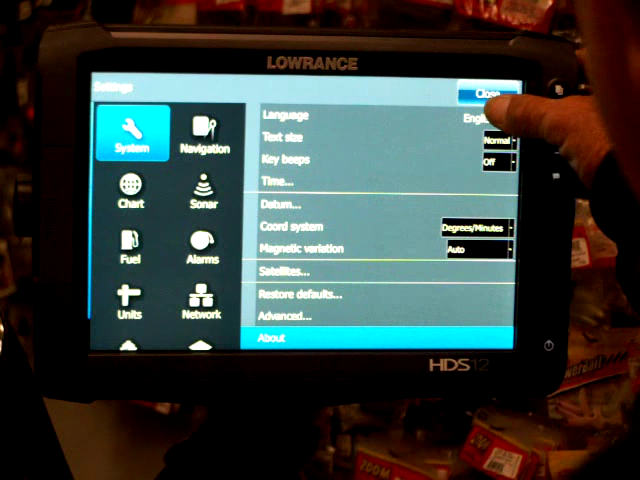 LOWRANCE
Settings
Close
System
Navigation
Chart
Sonar
Fuel
Alarms
Units
Network
Language
Text size
Normal
Key beeps
Off
Time...
Datum...
Coord system
Degrees/Minutes
Magnetic variation
Auto
Satellites...
Restore defaults...
Advanced...
About
HDS12
ZOOM